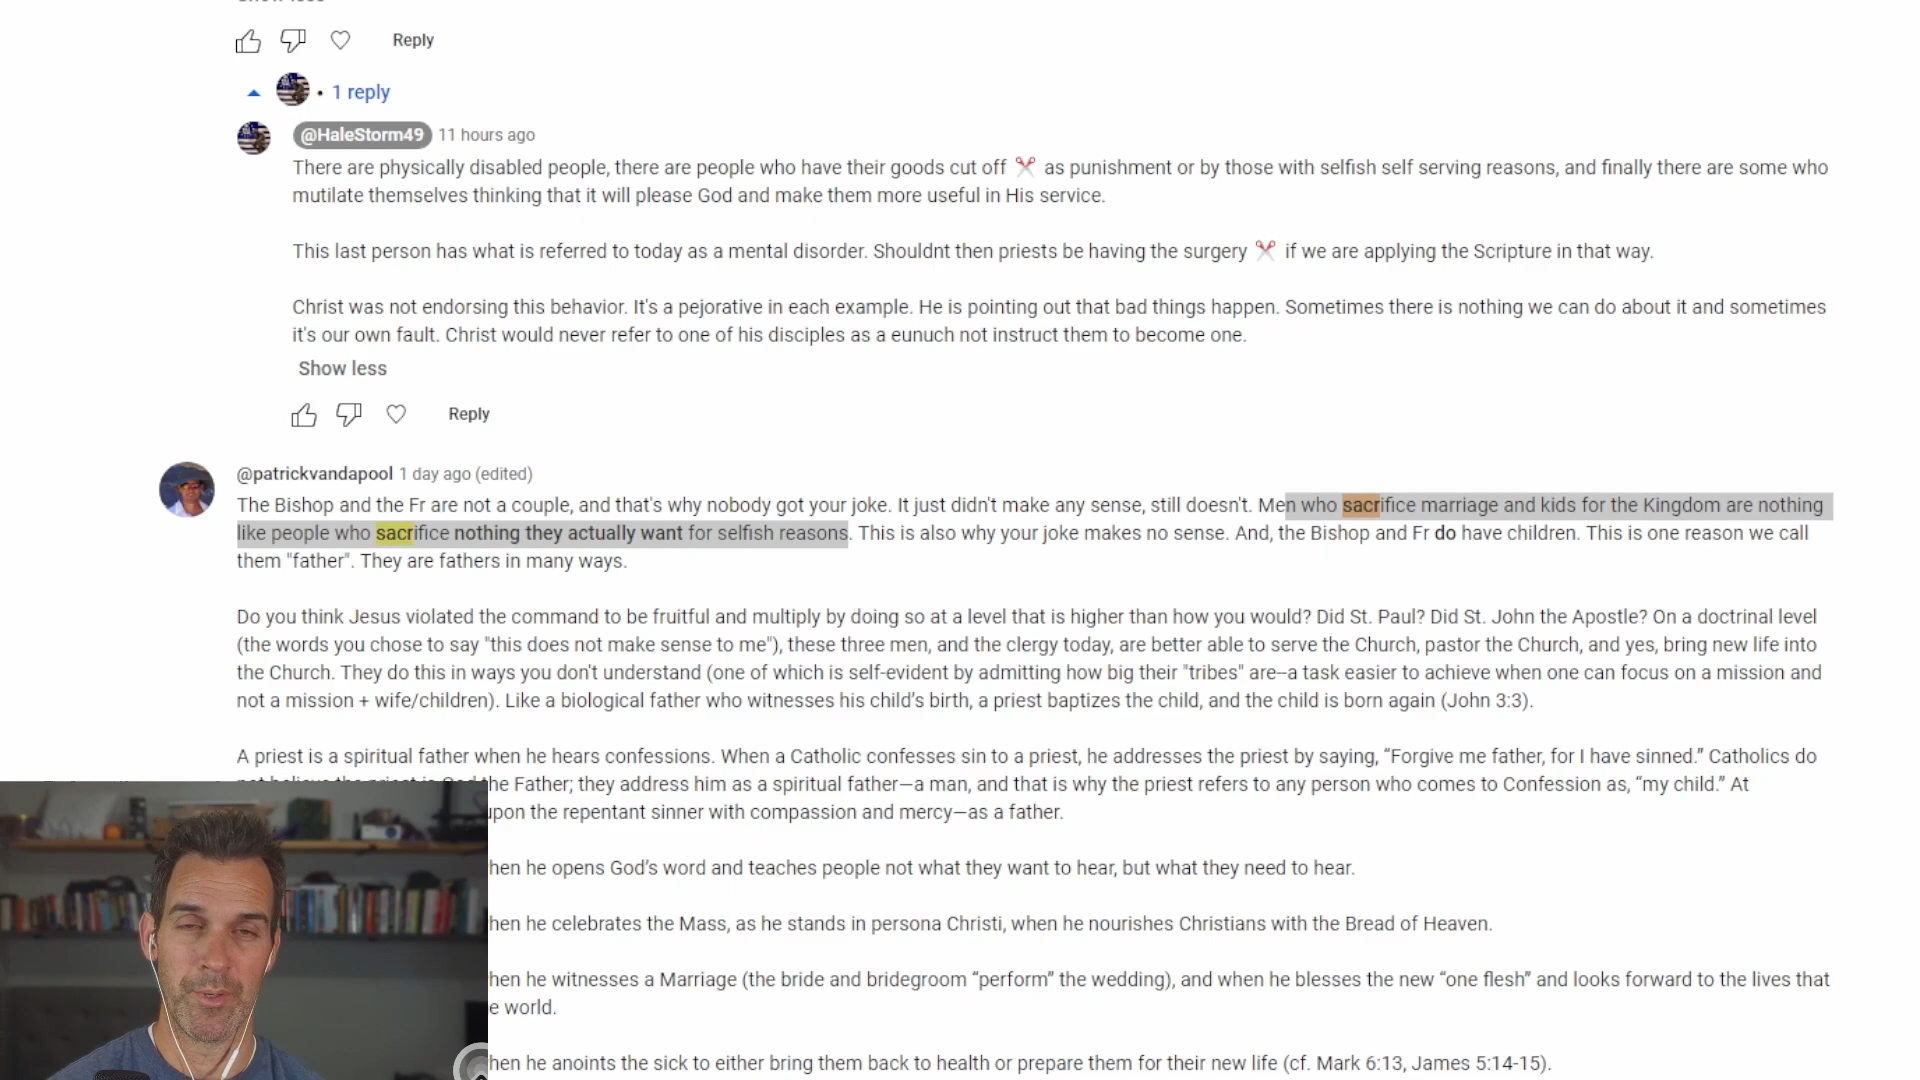 Reply
• 1 reply
@HaleStorm49 11 hours ago
There are physically disabled people, there are people who have their goods cut off ✂ as punishment or by those with selfish self serving reasons, and finally there are some who
mutilate themselves thinking that it will please God and make them more useful in His service.
This last person has what is referred to today as a mental disorder. Shouldnt then priests be having the surgery ✂ if we are applying the Scripture in that way.
Christ was not endorsing this behavior. It's a pejorative in each example. He is pointing out that bad things happen. Sometimes there is nothing we can do about it and sometimes
it's our own fault. Christ would never refer to one of his disciples as a eunuch not instruct them to become one.
Show less
Reply
@patrickvandapool 1 day ago (edited)
The Bishop and the Fr are not a couple, and that's why nobody got your joke. It just didn't make any sense, still doesn't. Men who sacrifice marriage and kids for the Kingdom are nothing
like people who sacrifice nothing they actually want for selfish reasons. This is also why your joke makes no sense. And, the Bishop and Fr do have children. This is one reason we call
them "father". They are fathers in many ways.
Do you think Jesus violated the command to be fruitful and multiply by doing so at a level that is higher than how you would? Did St. Paul? Did St. John the Apostle? On a doctrinal level
(the words you chose to say "this does not make sense to me"), these three men, and the clergy today, are better able to serve the Church, pastor the Church, and yes, bring new life into
the Church. They do this in ways you don't understand (one of which is self-evident by admitting how big their "tribes" are--a task easier to achieve when one can focus on a mission and
not a mission + wife/children). Like a biological father who witnesses his child's birth, a priest baptizes the child, and the child is born again (John 3:3).
A priest is a spiritual father when he hears confessions. When a Catholic confesses sin to a priest, he addresses the priest by saying, “Forgive me father, for I have sinned.” Catholics do
the Father; they address him as a spiritual father—a man, and that is why the priest refers to any person who comes to Confession as, “my child.” At
upon the repentant sinner with compassion and mercy—as a father.
hen he opens God’s word and teaches people not what they want to hear, but what they need to hear.
hen he celebrates the Mass, as he stands in persona Christi, when he nourishes Christians with the Bread of Heaven.
hen he witnesses a Marriage (the bride and bridegroom “perform” the wedding), and when he blesses the new “one flesh” and looks forward to the lives that
e world.
hen he anoints the sick to either bring them back to health or prepare them for their new life (cf. Mark 6:13, James 5:14-15).